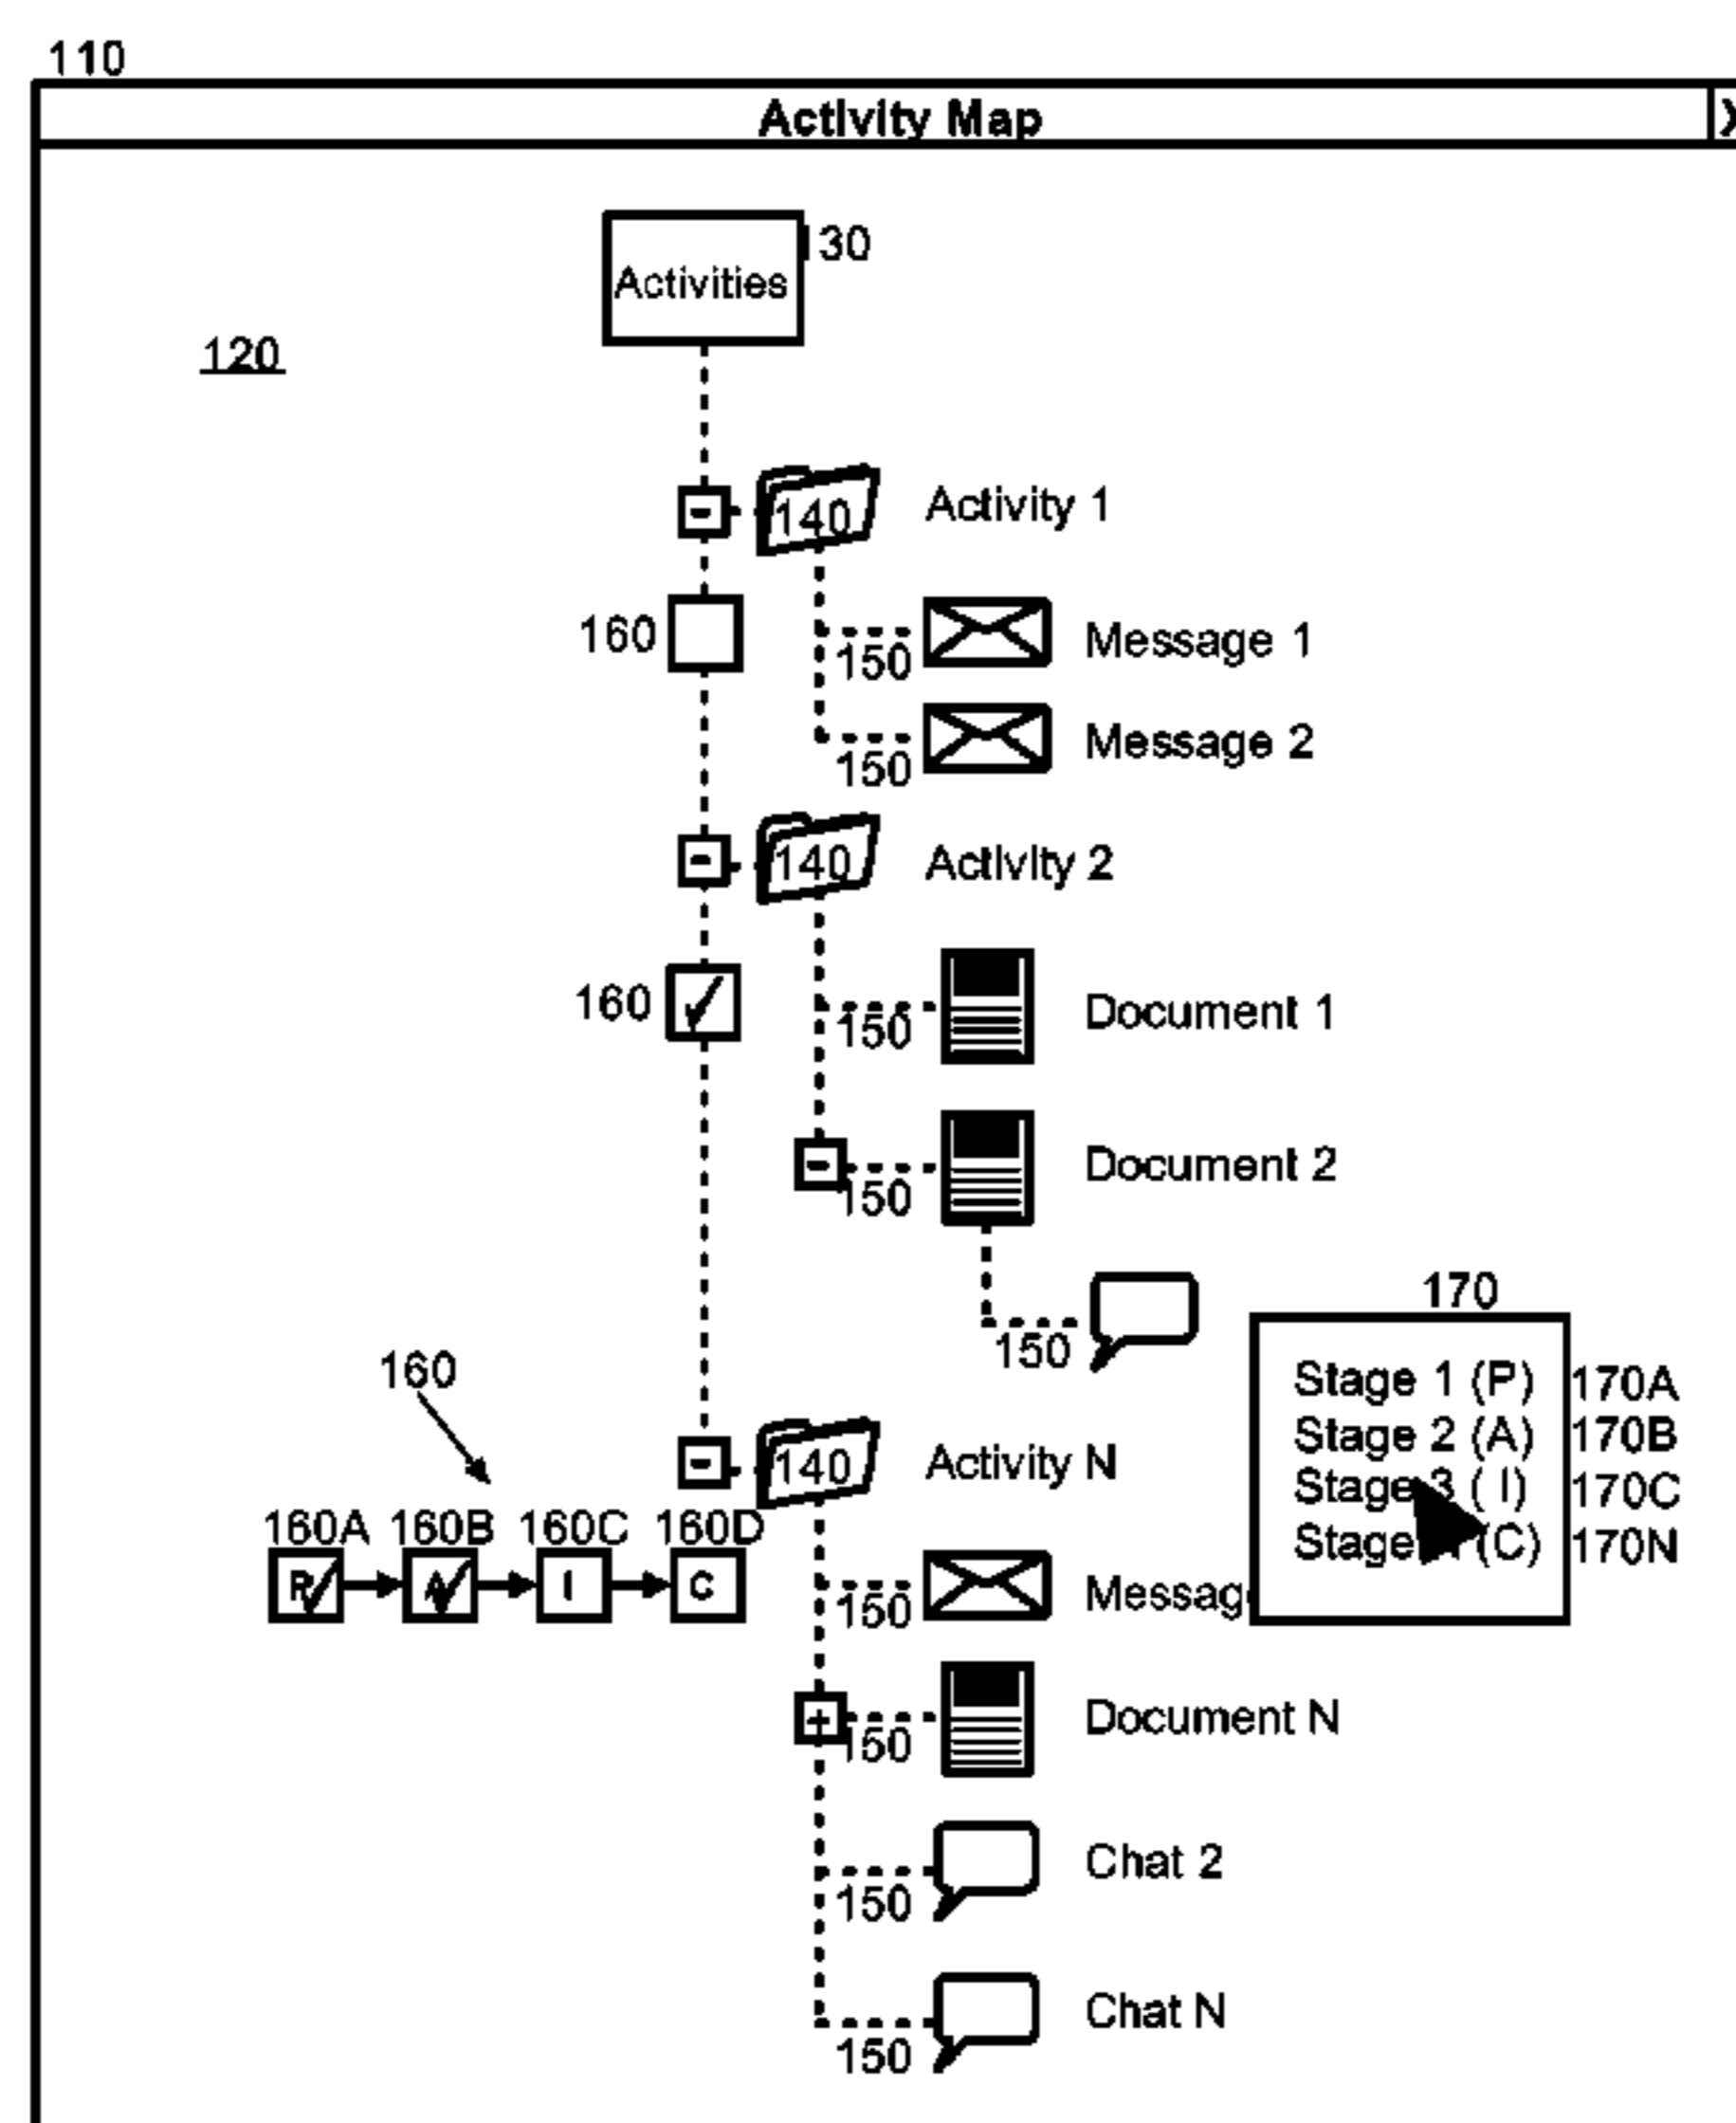 110
Activity Map X
30
Activities
120
140 Activity 1
160
150 Message 1
150 Message 2
140 Activity 2
160
150 Document 1
150 Document 2
150
170
Stage 1 (P) 170A
Stage 2 (A) 170B
Stage 3 ( I) 170C
Stage (C) 170N
160
140 Activity N
160A 160B 160C 160D
I C
150 Messag
150 Document N
150 Chat 2
150 Chat N